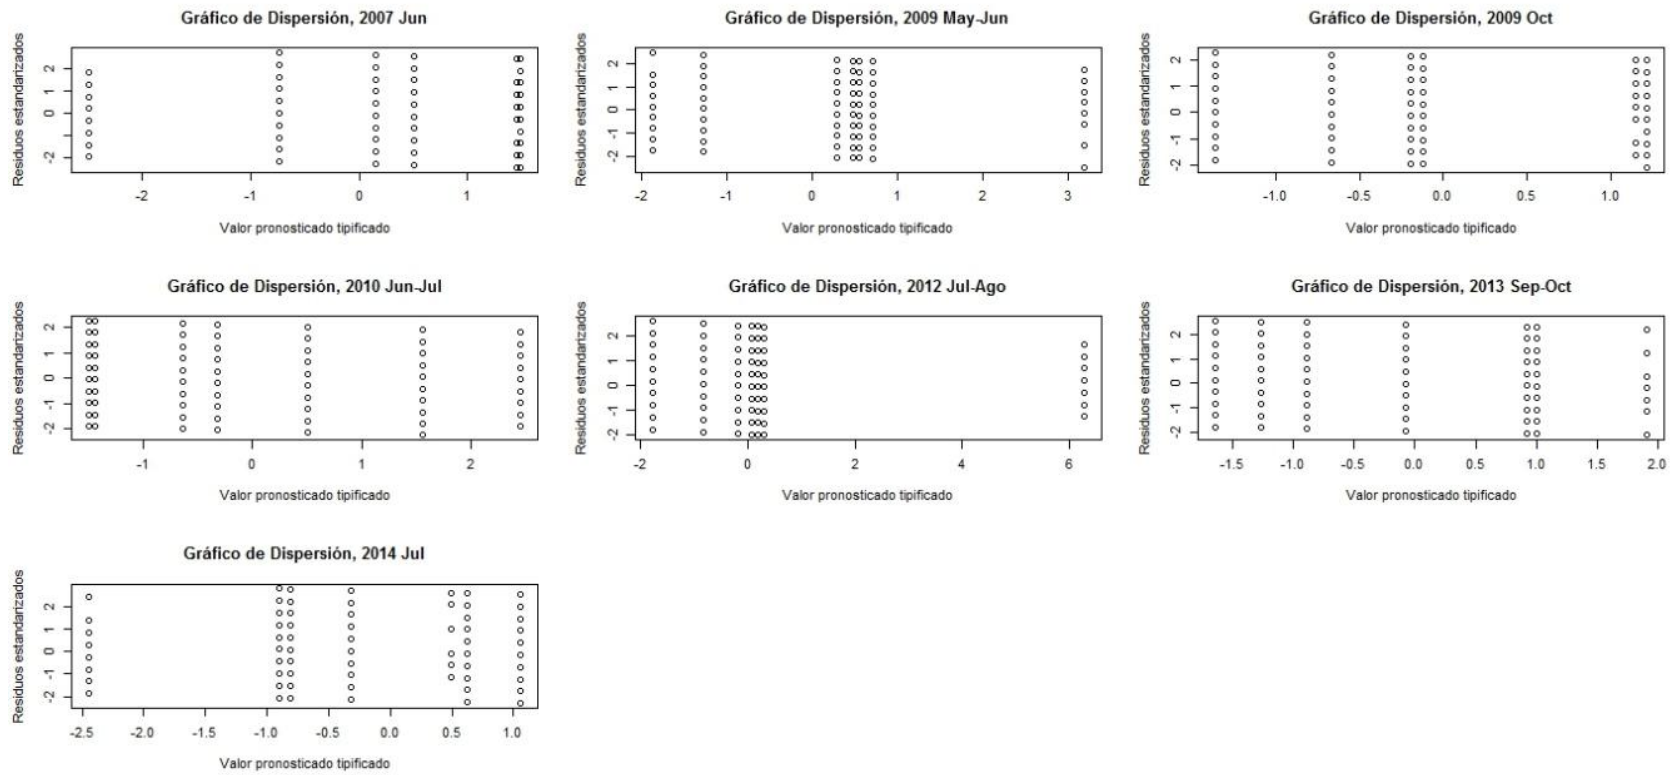 Gráfico de Dispersión, 2007 Jun
Residuos estandarizados
2
1
0
-2
-2 -1 0 1
Valor pronosticado tipificado
Gráfico de Dispersión, 2009 May-Jun
Residuos estandarizados
2
1
0
-1
-2
-2 -1 0 1 2 3
Valor pronosticado tipificado
Gráfico de Dispersión, 2009 Oct
Residuos estandarizados
2
1
0
-1
-2
-1.0 -0.5 0.0 0.5 1.0
Valor pronosticado tipificado
Gráfico de Dispersión, 2010 Jun-Jul
Residuos estandarizados
2
1
0
-1
-2
-1 0 1 2
Valor pronosticado tipificado
Gráfico de Dispersión, 2012 Jul-Ago
Residuos estandarizados
2
1
0
-1
-2
-2 0 2 4 6
Valor pronosticado tipificado
Gráfico de Dispersión, 2013 Sep-Oct
Residuos estandarizados
2
1
0
-1
-2
-1.5 -1.0 -0.5 0.0 0.5 1.0 1.5 2.0
Valor pronosticado tipificado
Gráfico de Dispersión, 2014 Jul
Residuos estandarizados
2
1
0
-1
-2
-2.5 -2.0 -1.5 -1.0 -0.5 0.0 0.5 1.0
Valor pronosticado tipificado